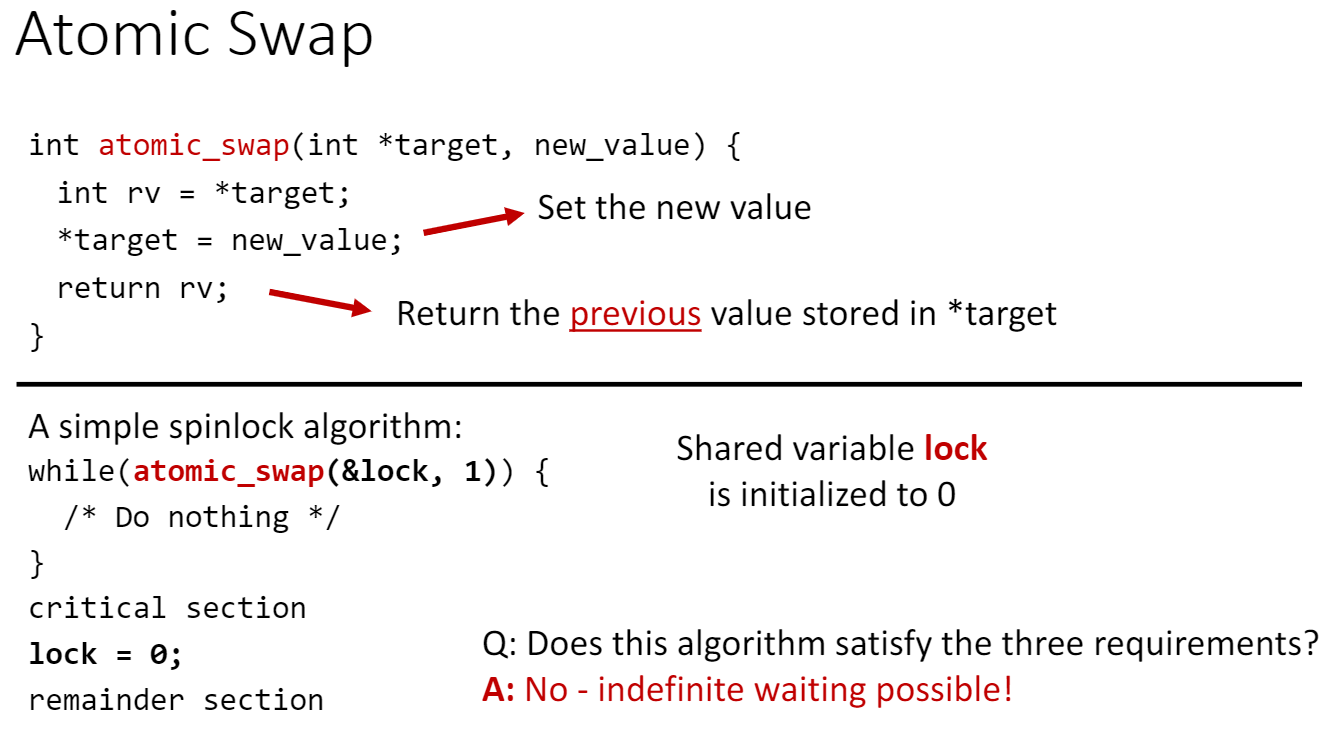 Atomic Swap
int atomic_swap(int *target, new_value) {
int rv = *target;
Set the new value
*target = new_value;
return rv;
Return the previous value stored in *target
}
A simple spinlock algorithm:
while(atomic_swap(&lock, 1)) {
/* Do nothing */
}
critical section
lock = 0;
remainder section
Shared variable lock
is initialized to 0
Q: Does this algorithm satisfy the three requirements?
A: No - indefinite waiting possible!